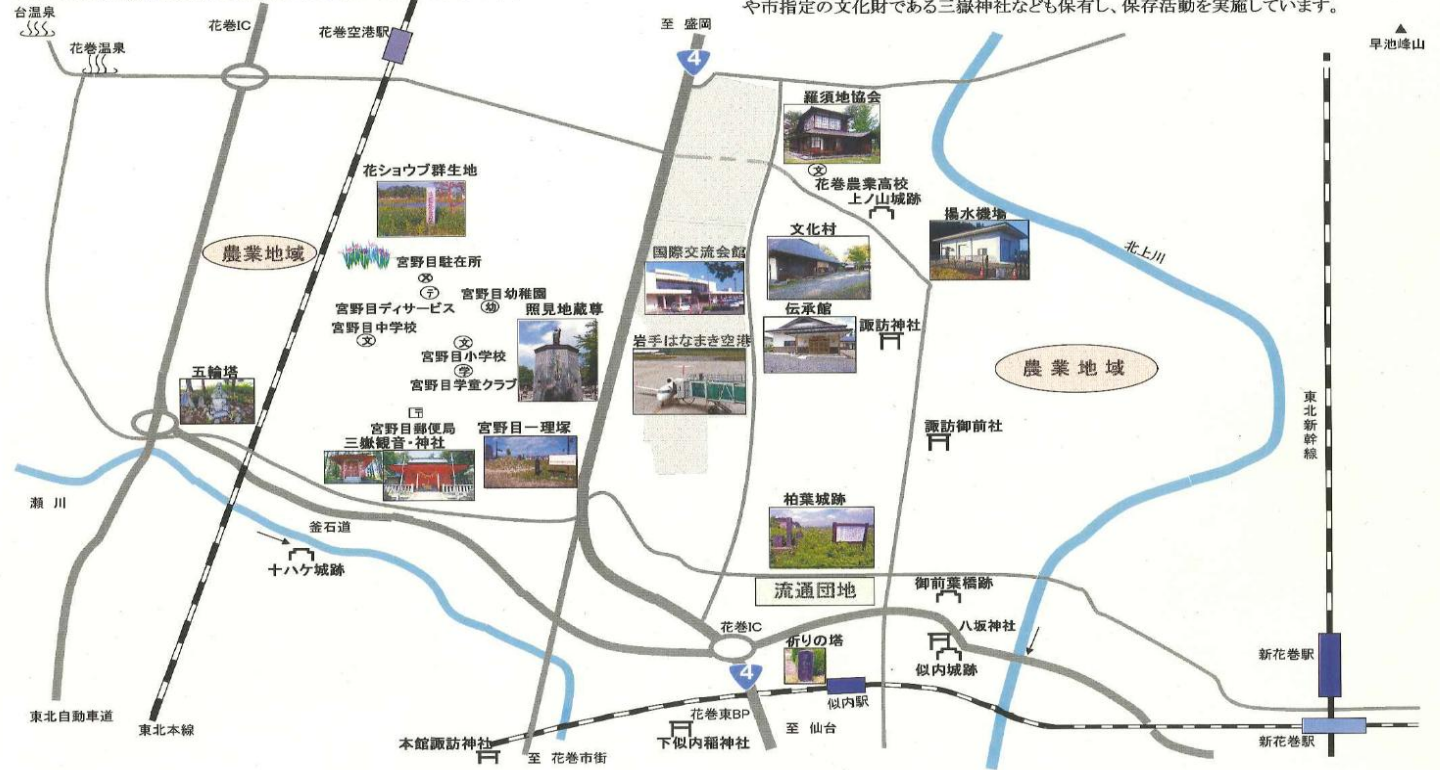 や市指定の文化財である三嶽神社なども保有し、保存活動を実施しています。
台温泉
花巻IC
花巻空港駅
至 盛岡
4
早池峰山
花巻温泉
羅須地協会
文
花巻農業高校
上ノ山城跡
花ショウブ群生地
揚水機場
文化村
農業地域
国際交流会館
北上川
宮野目駐在所
テ
宮野目幼稚園
幼
宮野目ディサービス
照見地蔵尊
伝承館
諏訪神社
宮野目中学校
文
文
宮野目小学校
学
宮野目学童クラブ
岩手はなまき空港
農業地域
五輪塔
東北新幹線
宮野目郵便局
宮野目一理塚
三嶽観音・神社
諏訪御前社
瀬川
柏葉城跡
釜石道
十八ケ城跡
流通団地
御前葉橋跡
花巻IC
祈りの塔
八坂神社
似内城跡
新花巻駅
4
似内駅
東北自動車道
東北本線
花巻東BP
至 仙台
本館諏訪神社
至 花巻市街
下似内稲神社
新花巻駅